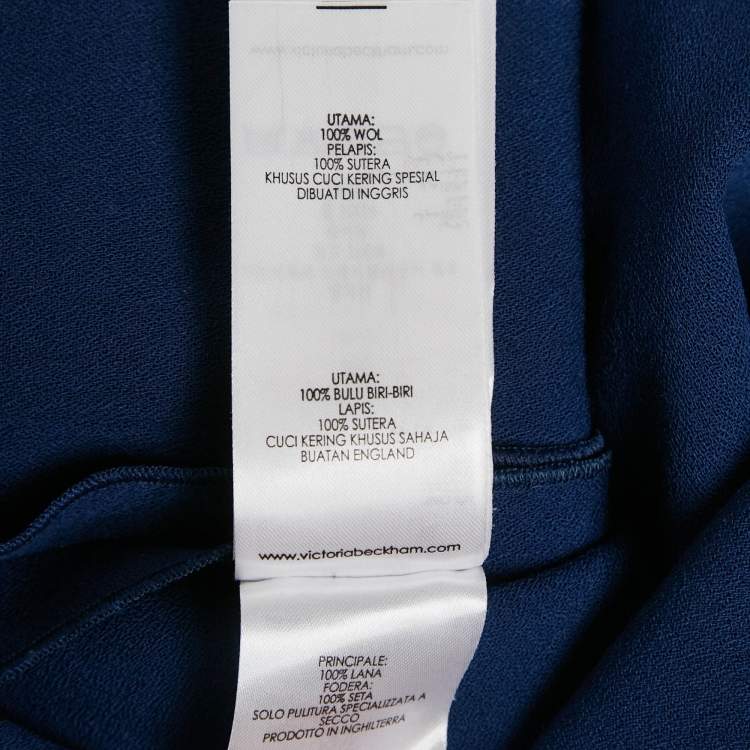 UTAMA:
100% WOL
PELAPIS:
100% SUTERA
KHUSUS CUCI KERING SPESIAL
DIBUAT DI INGGRIS
UTAMA:
100% BULU BIRI-BIRI
LAPIS:
100% SUTERA
CUCI KERING KHUSUS SAHAJA
BUATAN ENGLAND
www.victoriabeckham.com
PRINCIPALE:
100% LANA
FODERA:
100% SETA
SOLO PULITURA SPECIALIZZATA A
SECCO
PRODOTTO IN INGHILTERRA